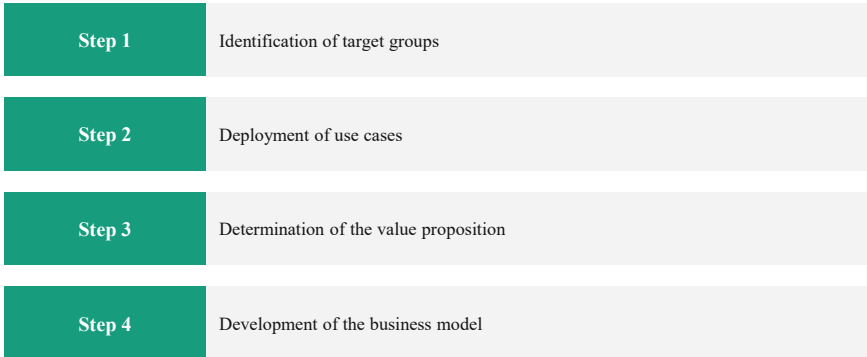 Step 1
Identification of target groups
Step 2
Deployment of use cases
Step 3
Determination of the value proposition
Step 4
Development of the business model